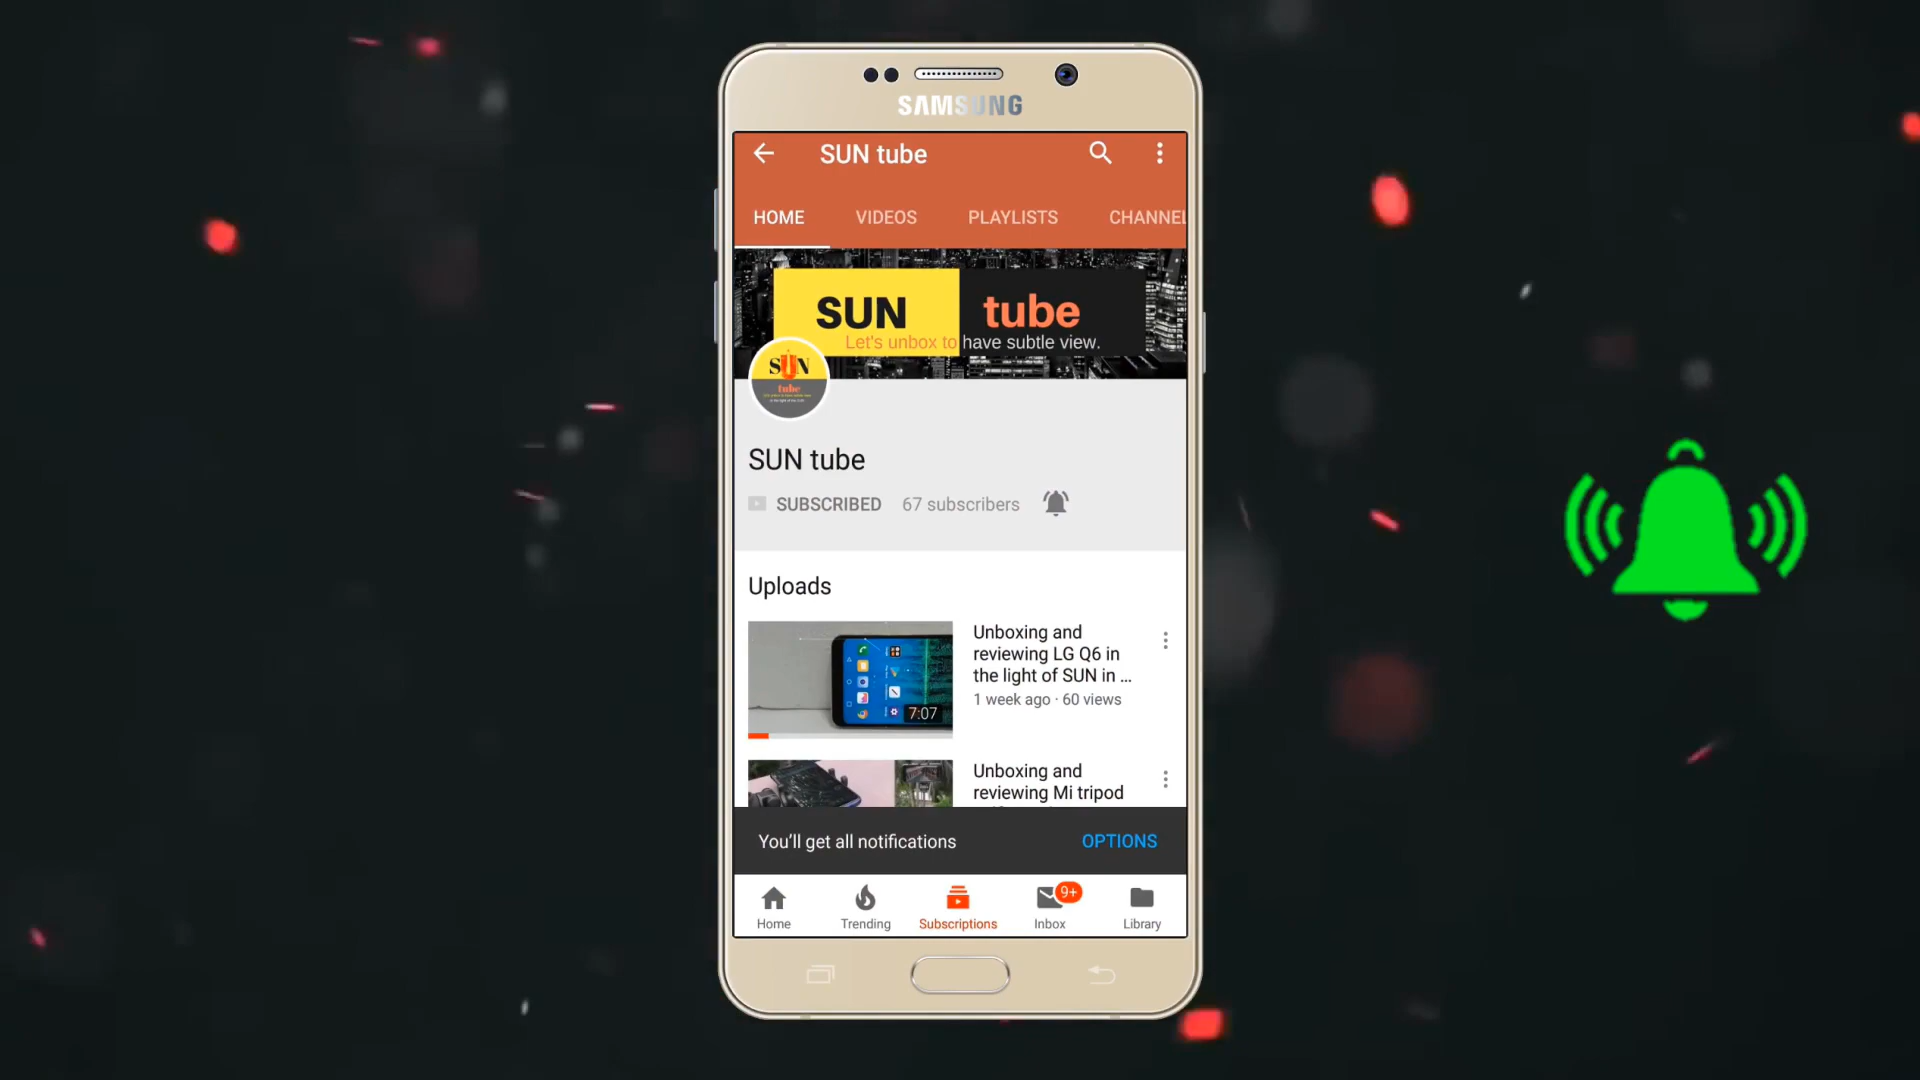 SAMSUNG
SUN tube
HOME VIDEOS PLAYLISTS CHANNEL
SUN tube
Let's unbox to have subtle view.
SUN
tube
SUN tube
SUBSCRIBED 67 subscribers
Uploads
Unboxing and
reviewing LG Q6 in
the light of SUN in ...
1 week ago · 60 views
7:07
Unboxing and
reviewing Mi tripod
You'll get all notifications OPTIONS
9+
Home Trending Subscriptions Inbox Library